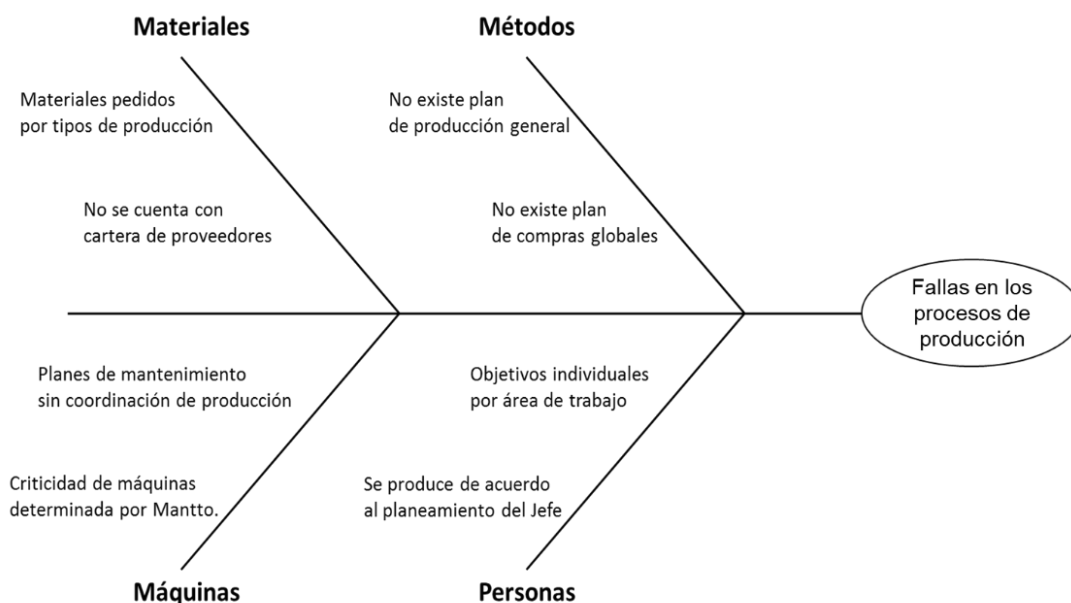 Materiales
Métodos
Materiales pedidos
por tipos de producción
No existe plan
de producción general
No se cuenta con
cartera de proveedores
No existe plan
de compras globales
Fallas en los
procesos de
producción
Planes de mantenimiento
sin coordinación de producción
Objetivos individuales
por área de trabajo
Criticidad de máquinas
determinada por Mantto.
Se produce de acuerdo
al planeamiento del Jefe
Máquinas
Personas